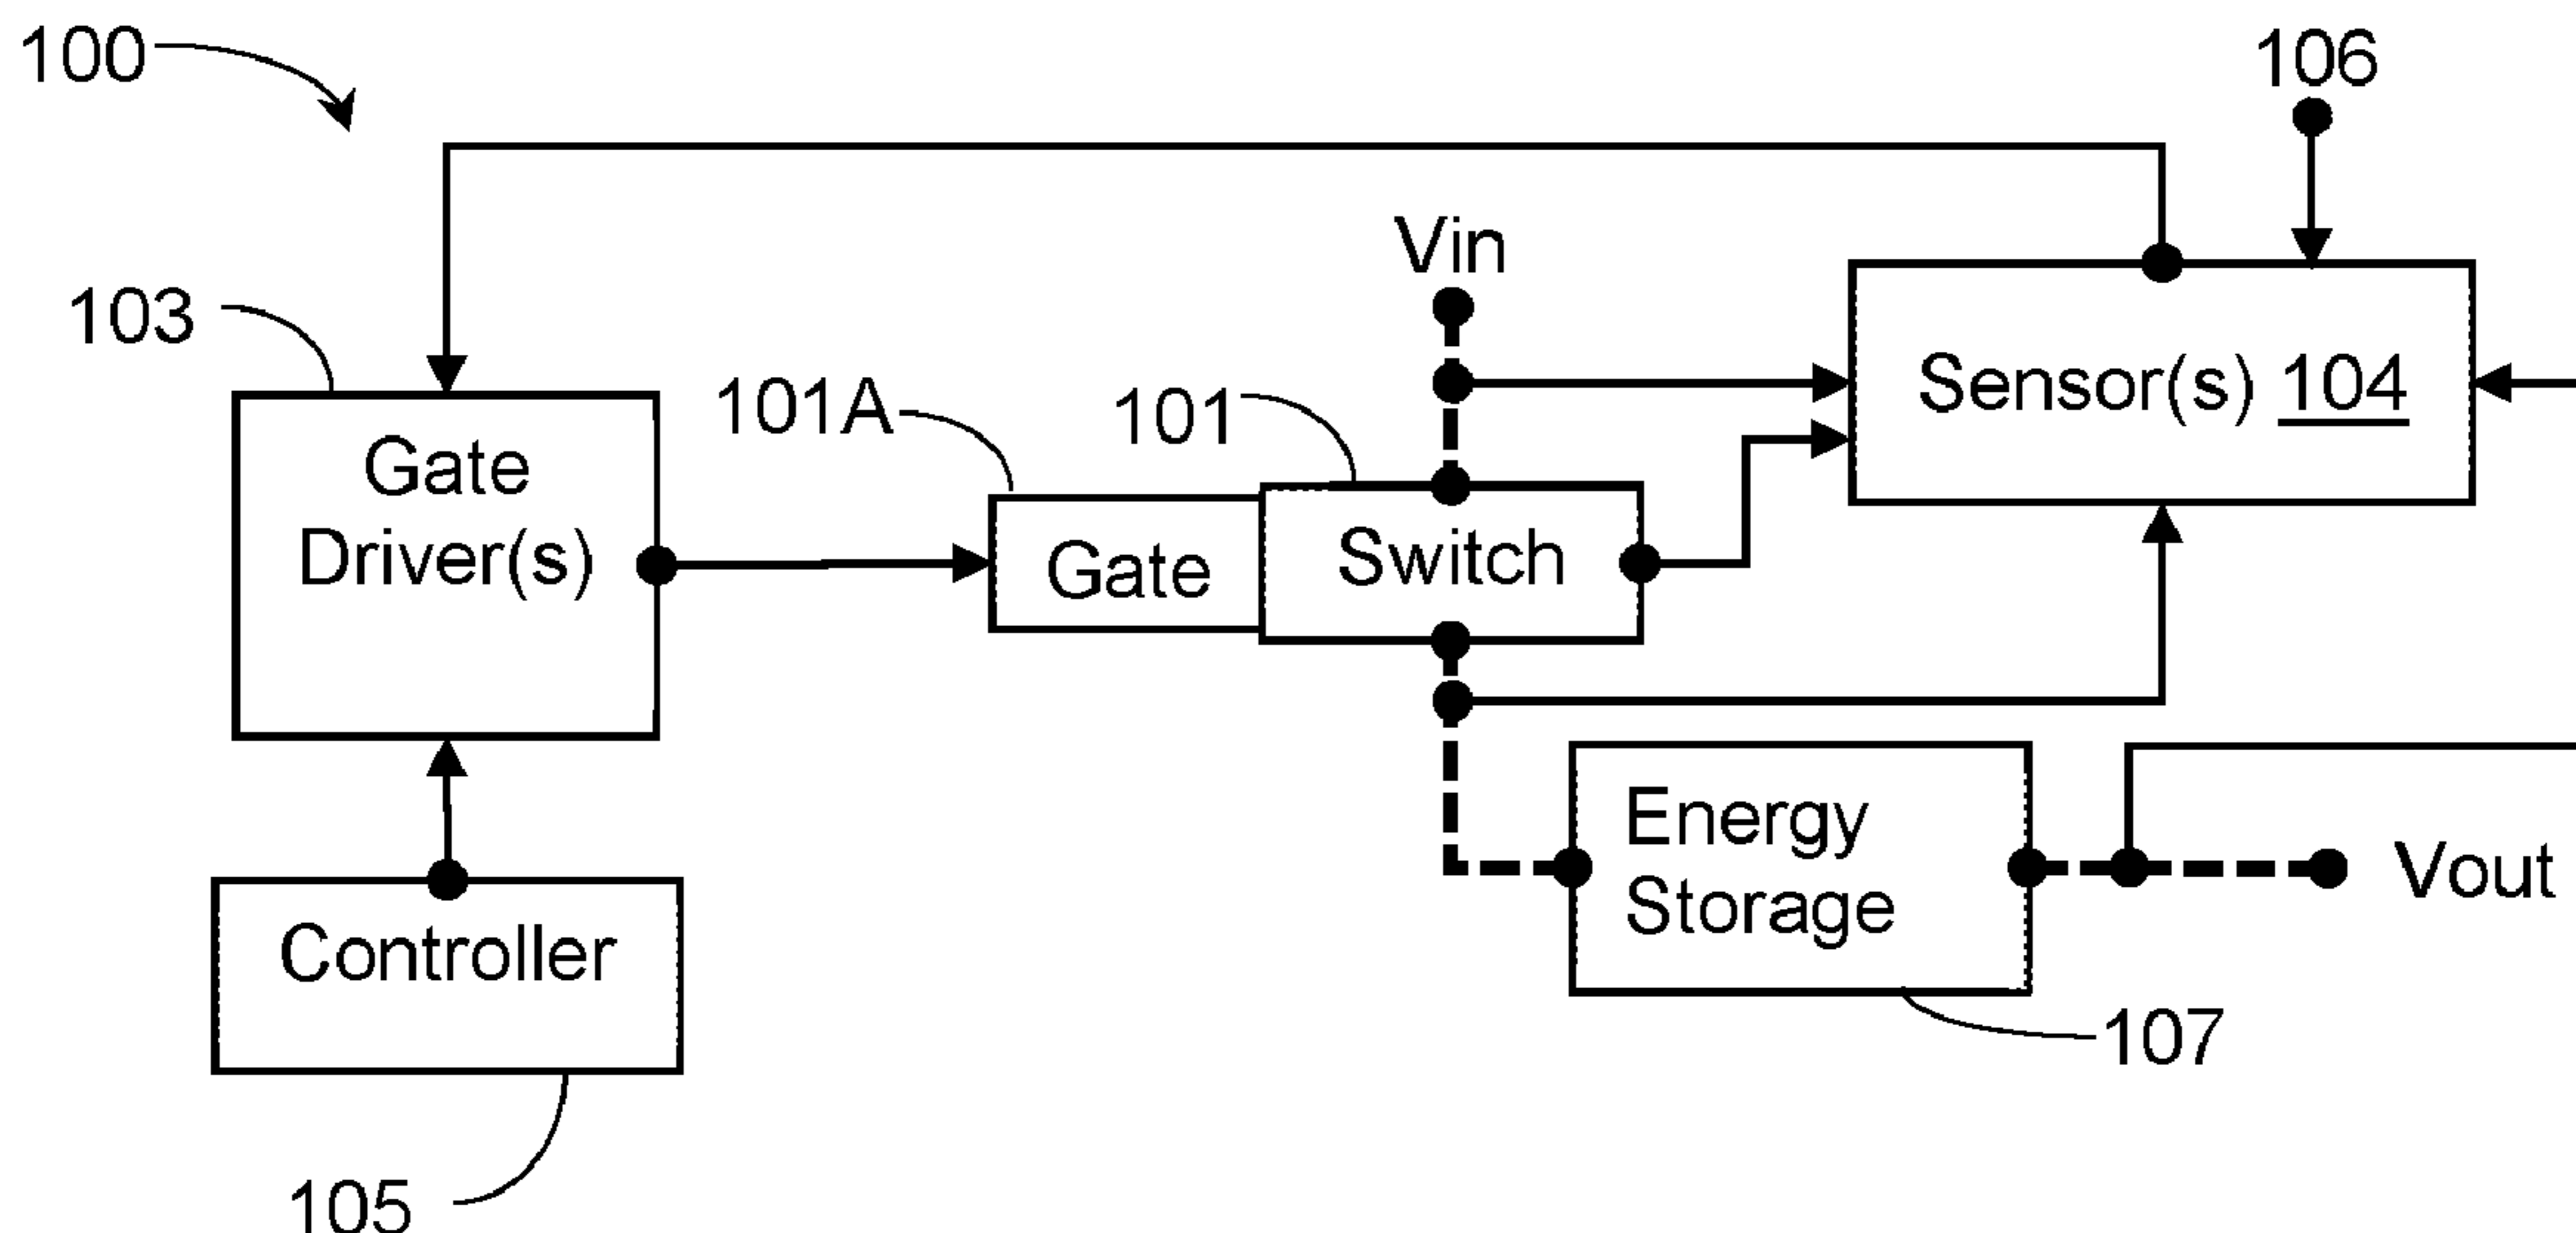 100
106
Vin
103
101A
101
Sensor(s) 104
Gate
Driver(s)
Gate
Switch
Energy
Storage
Vout
Controller
107
105